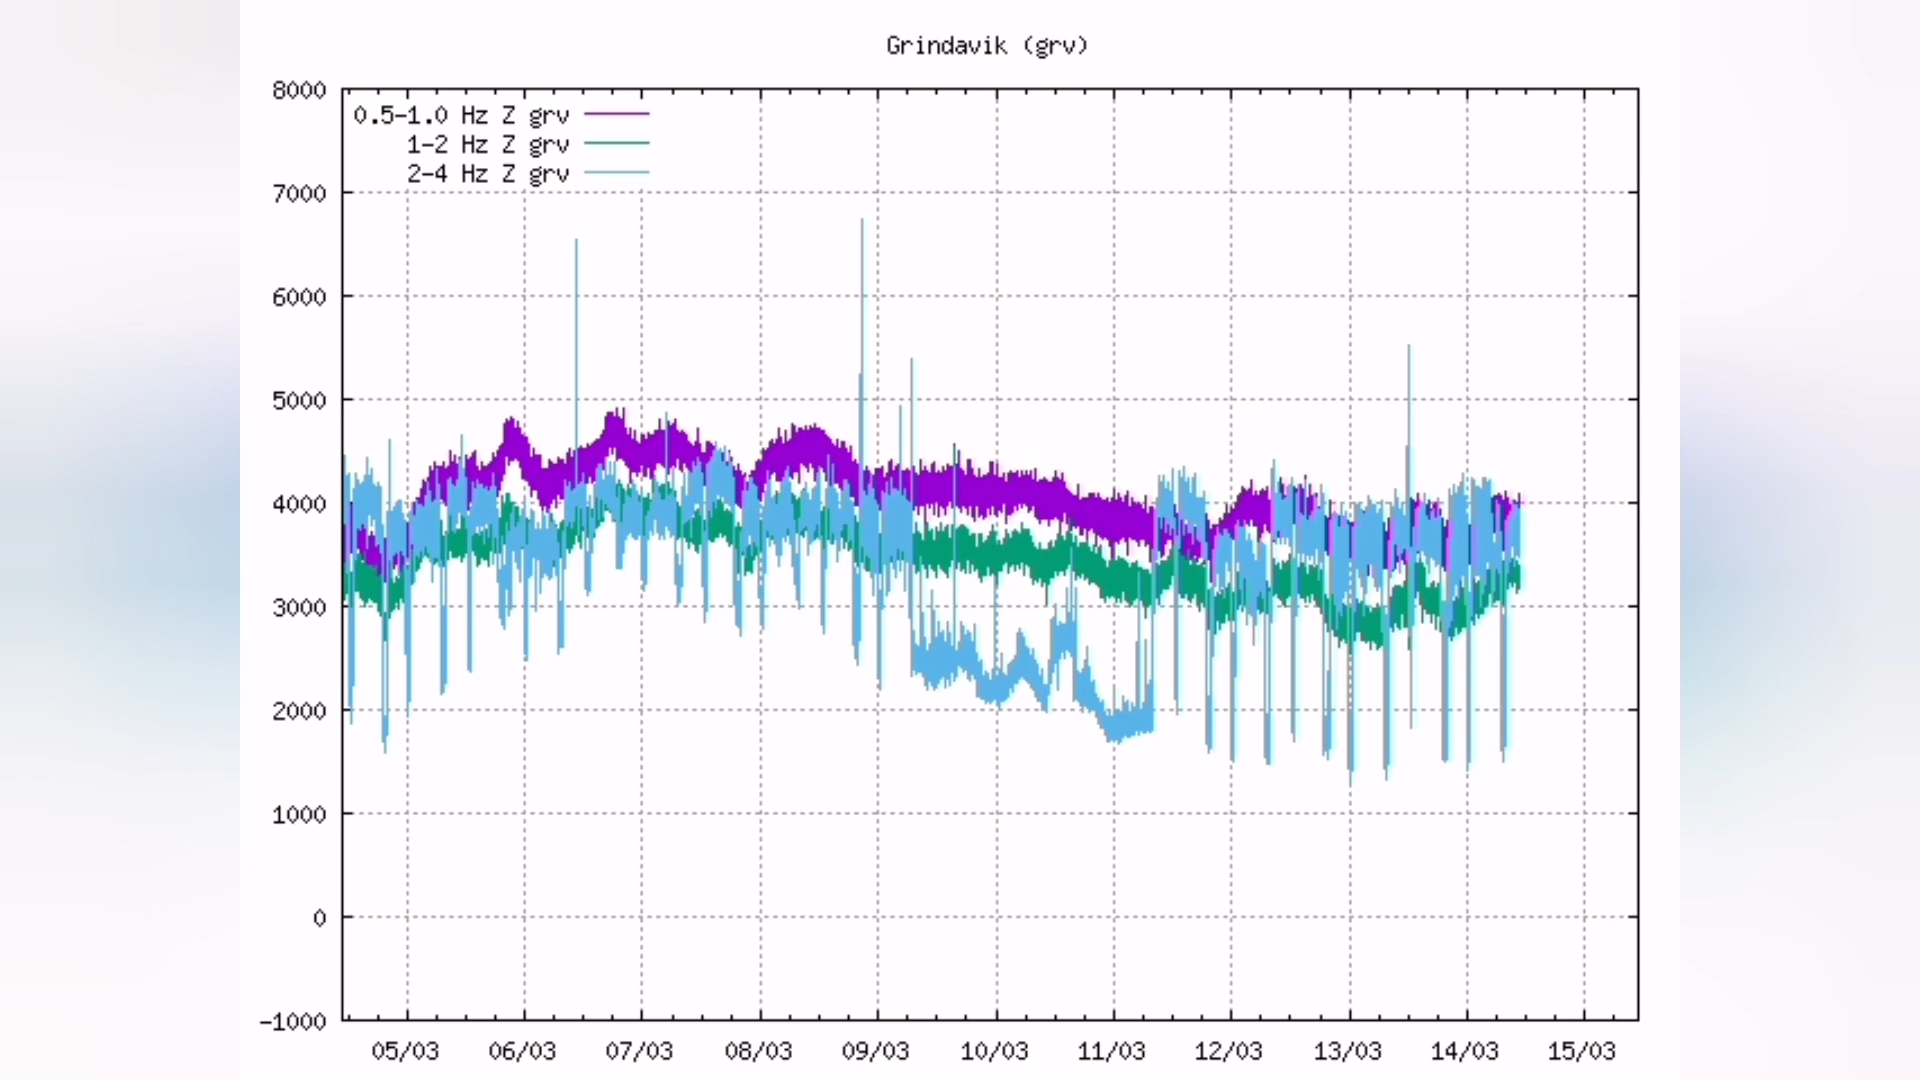 Grindavik (grv)
8000
0.5-1.0 Hz Z grv
1-2 Hz Z grv
2-4 Hz Z grv
7000
6000
5000
4000
3000
2000
1000
0
-1000
05/03 06/03 07/03 08/03 09/03 10/03 11/03 12/03 13/03 14/03 15/03